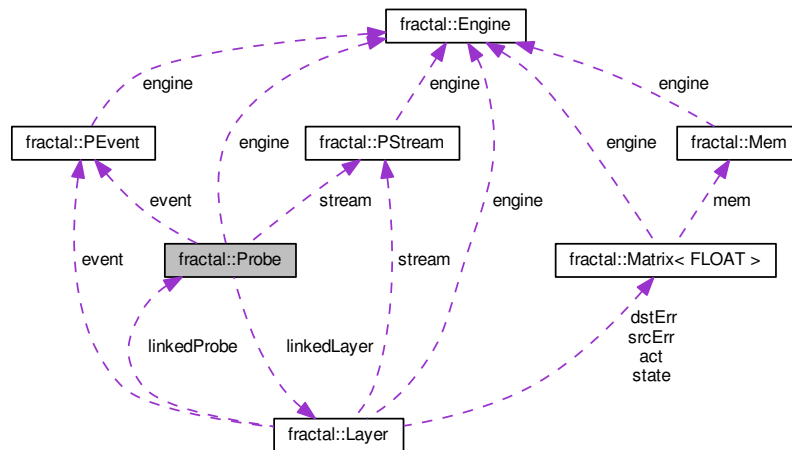 fractal::Engine
engine
engine
engine
fractal::PEvent
engine
fractal::PStream
engine
fractal::Mem
event
stream
engine
mem
event
fractal::Probe
stream
fractal::Matrix< FLOAT >
linkedProbe
linkedLayer
dstErr
srcErr
act
state
fractal::Layer